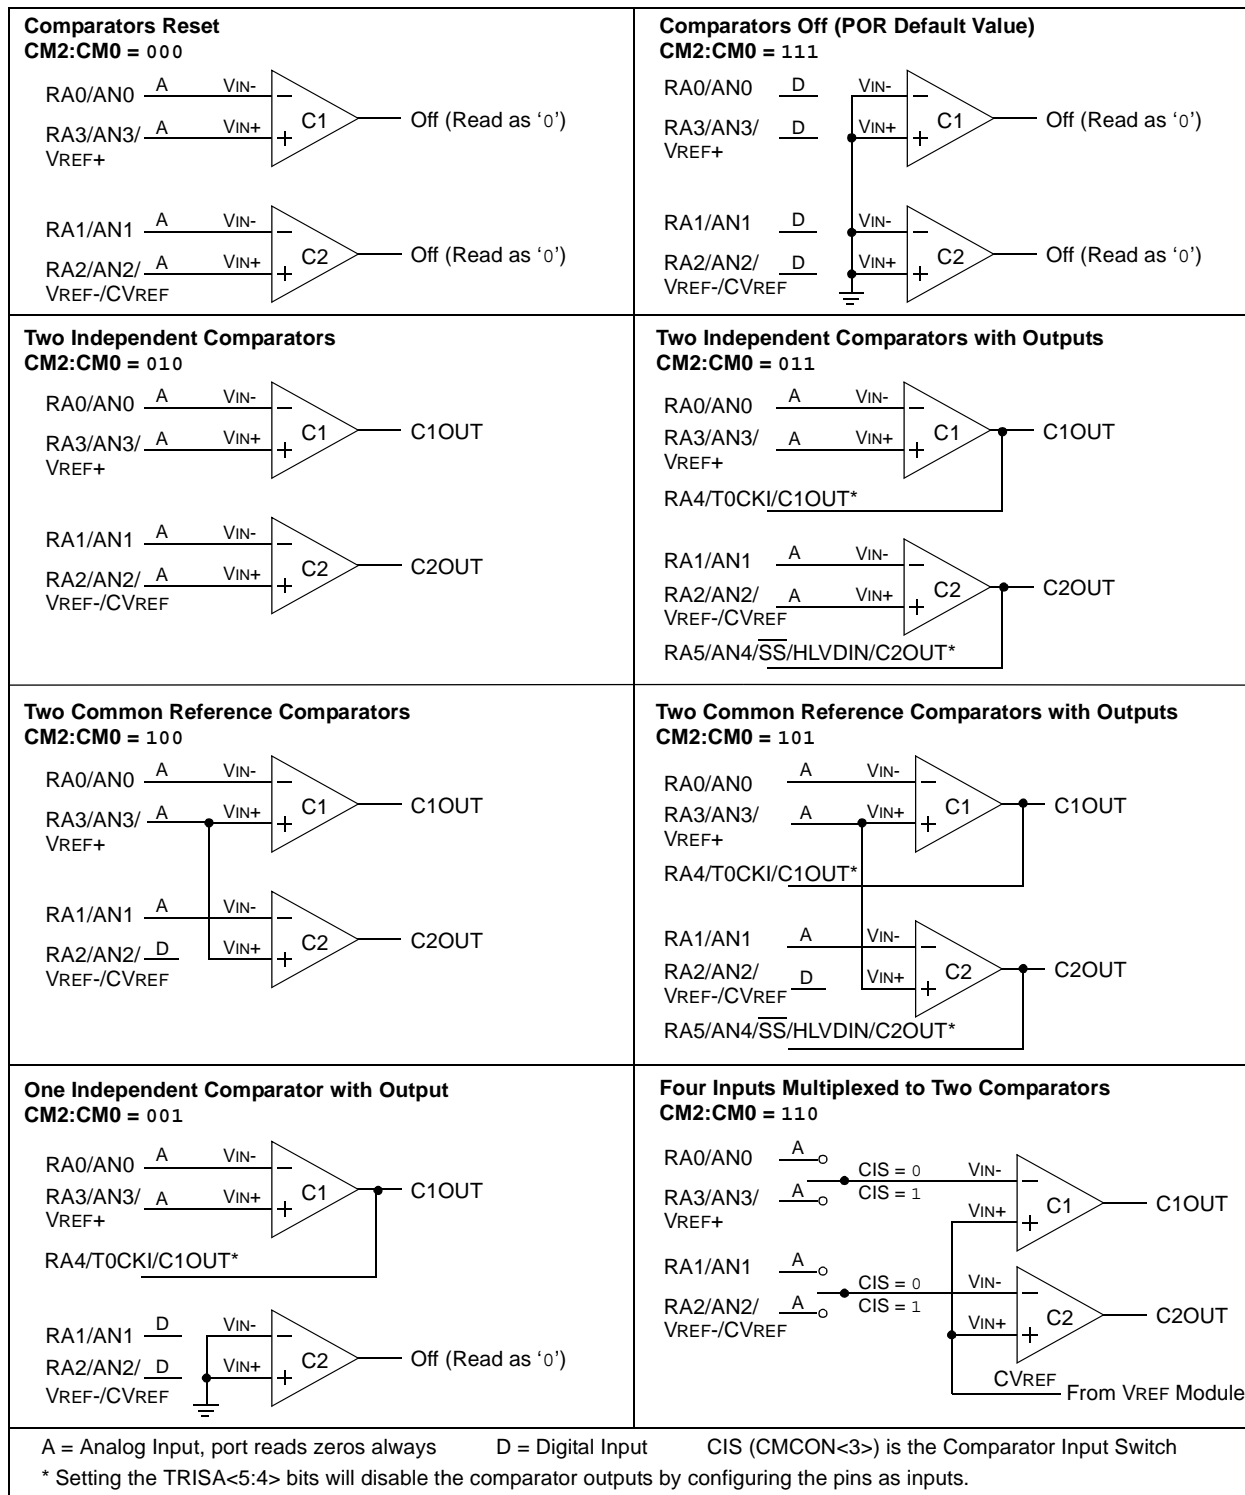 Comparators Reset
CM2:CM0 = 000
RA0/AN0 A VIN-
RA3/AN3/ A VIN+
VREF+
C1
Off (Read as ‘0’)
RA1/AN1 A VIN-
RA2/AN2/ A VIN+
VREF-/CVREF
C2
Off (Read as ‘0’)
Comparators Off (POR Default Value)
CM2:CM0 = 111
RA0/AN0 D VIN-
RA3/AN3/ D VIN+
VREF+
C1
Off (Read as ‘0’)
RA1/AN1 D VIN-
RA2/AN2/ D VIN+
VREF-/CVREF
C2
Off (Read as ‘0’)
Two Independent Comparators
CM2:CM0 = 010
RA0/AN0 A VIN-
RA3/AN3/ A VIN+
VREF+
C1
C1OUT
RA1/AN1 A VIN-
RA2/AN2/ A VIN+
VREF-/CVREF
C2
C2OUT
Two Independent Comparators with Outputs
CM2:CM0 = 011
RA0/AN0 A VIN-
RA3/AN3/ A VIN+
VREF+
C1
C1OUT
RA4/T0CKI/C1OUT*
RA1/AN1 A VIN-
RA2/AN2/ A VIN+
VREF-/CVREF
C2
C2OUT
RA5/AN4/SS/HLVDIN/C2OUT*
Two Common Reference Comparators
CM2:CM0 = 100
RA0/AN0 A VIN-
RA3/AN3/ A VIN+
VREF+
C1
C1OUT
RA1/AN1 A VIN-
RA2/AN2/ D VIN+
VREF-/CVREF
C2
C2OUT
Two Common Reference Comparators with Outputs
CM2:CM0 = 101
RA0/AN0 A VIN-
RA3/AN3/ A VIN+
VREF+
C1
C1OUT
RA4/T0CKI/C1OUT*
RA1/AN1 A VIN-
RA2/AN2/ D VIN+
VREF-/CVREF
C2
C2OUT
RA5/AN4/SS/HLVDIN/C2OUT*
One Independent Comparator with Output
CM2:CM0 = 001
RA0/AN0 A VIN-
RA3/AN3/ A VIN+
VREF+
C1
C1OUT
RA4/T0CKI/C1OUT*
RA1/AN1 D VIN-
RA2/AN2/ D VIN+
VREF-/CVREF
C2
Off (Read as ‘0’)
Four Inputs Multiplexed to Two Comparators
CM2:CM0 = 110
RA0/AN0 A
CIS = 0 VIN-
RA3/AN3/ A CIS = 1
VREF+
VIN+
C1
C1OUT
RA1/AN1 A
CIS = 0 VIN-
RA2/AN2/ A CIS = 1
VREF-/CVREF
VIN+
C2
C2OUT
CVREF
From VREF Module
A = Analog Input, port reads zeros always D = Digital Input CIS (CMCON<3>) is the Comparator Input Switch
* Setting the TRISA<5:4> bits will disable the comparator outputs by configuring the pins as inputs.